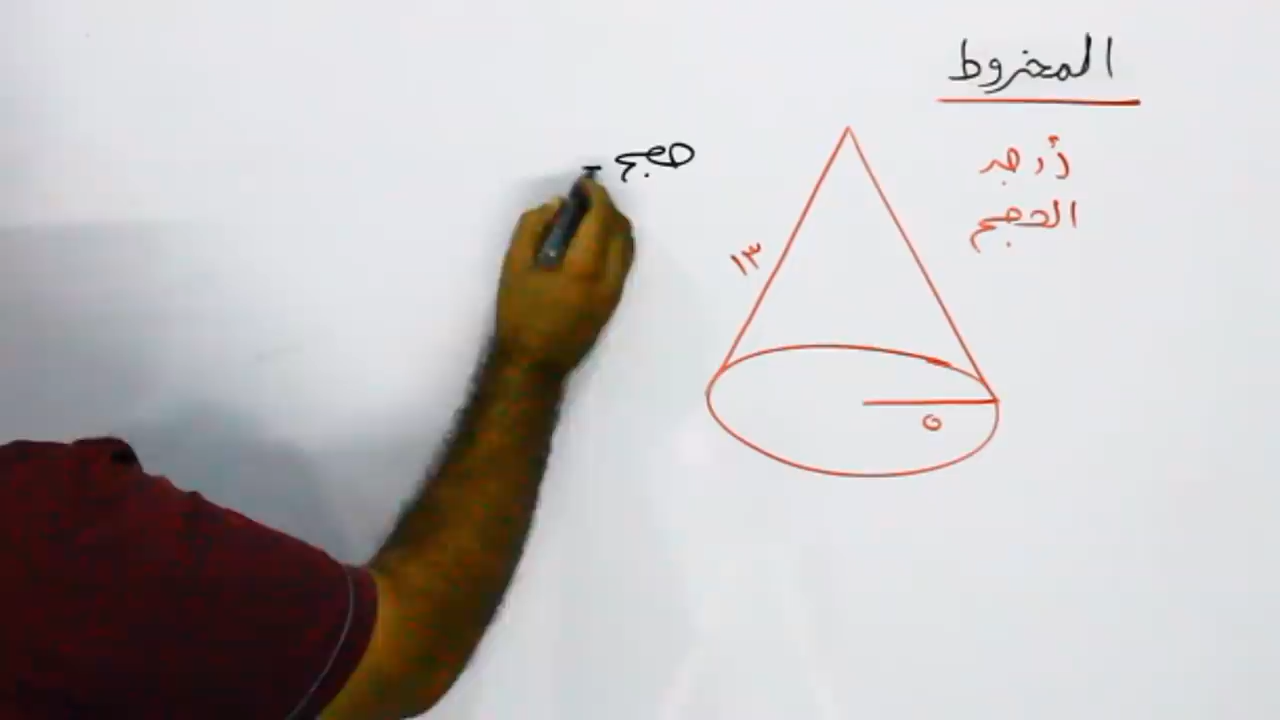 المخروط
أوجد
الحجم
حجم =
١٣
٥